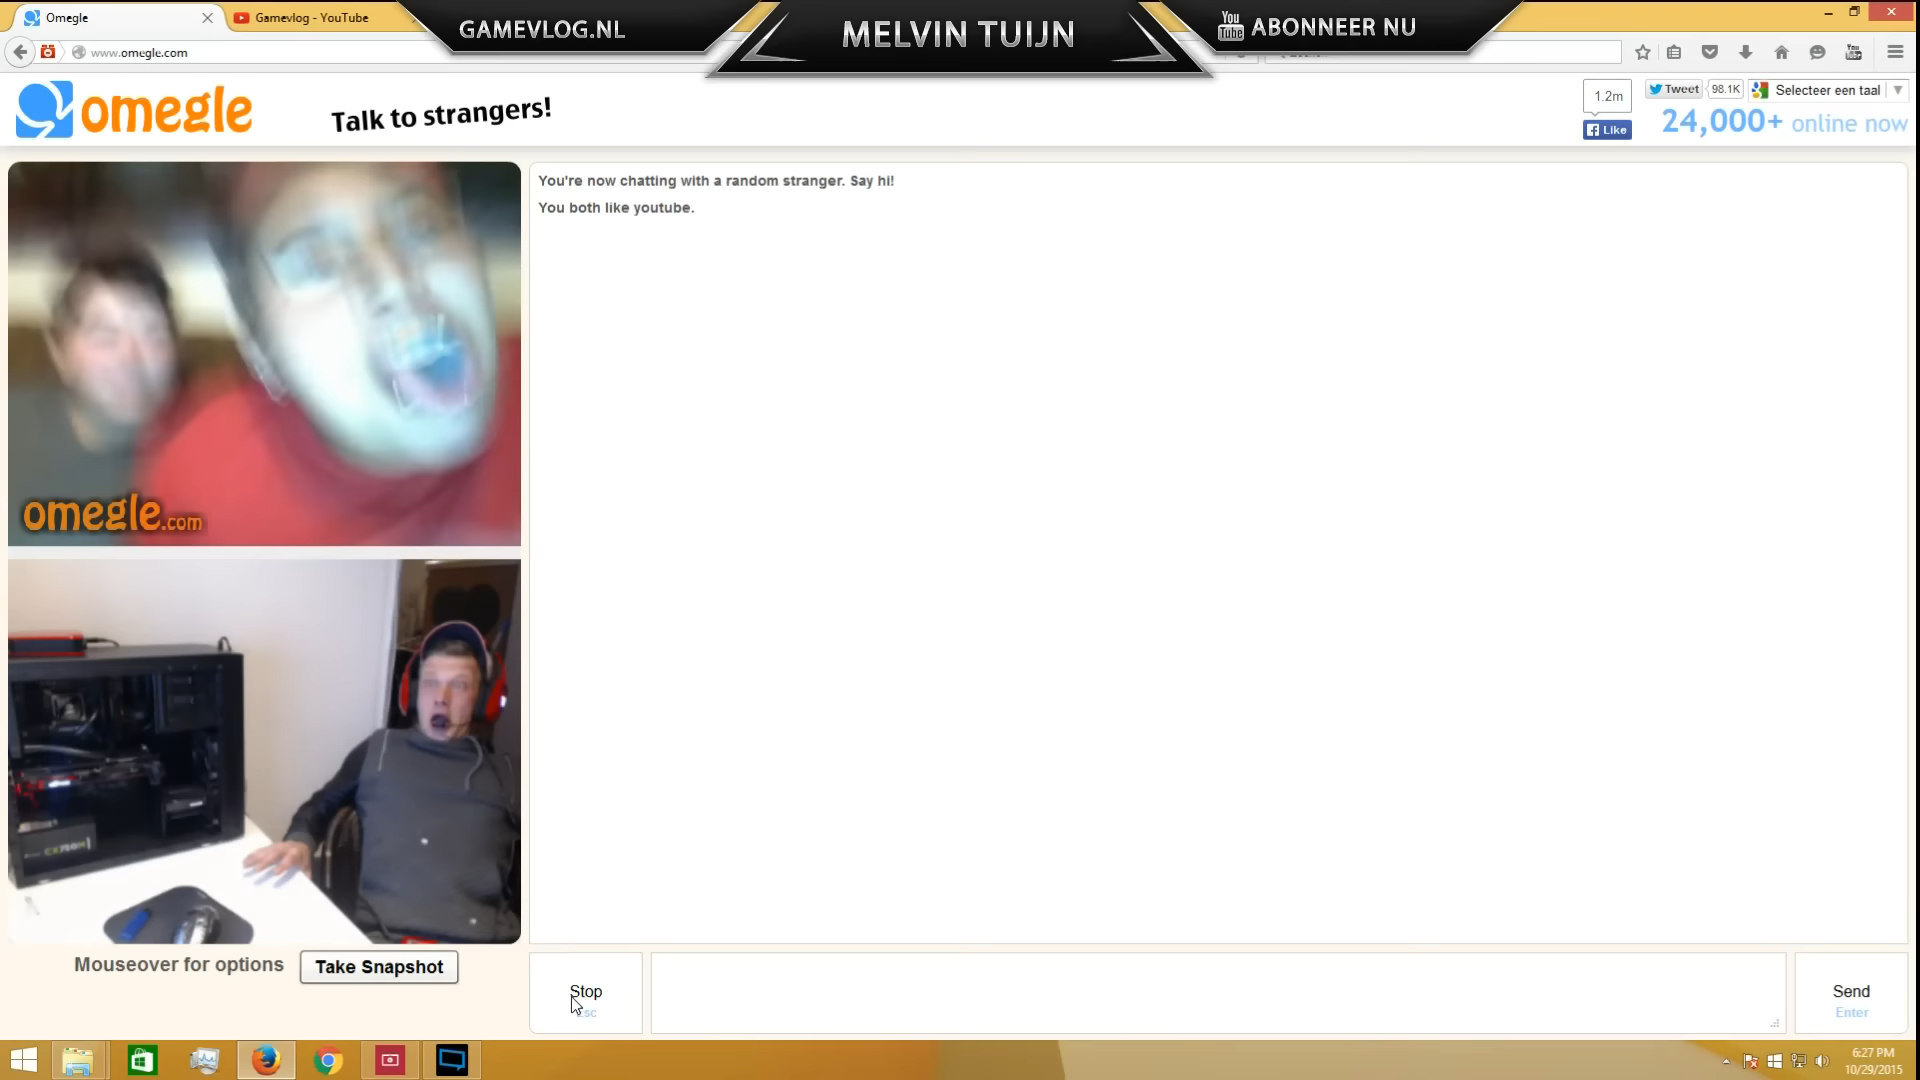 Omegle
Gamevlog - YouTube
GAMEVLOG.NL
MELVIN TUIJN
You Tube ABONNEER NU
www.omegle.com
omegle
Talk to strangers!
1.2m
Like
Tweet
98.1K
Selecteer een taal
24,000+ online now
You're now chatting with a random stranger. Say hi!
You both like youtube.
omegle.com
CX750M
Mouseover for options
Take Snapshot
Stop
Esc
Send
Enter
6:27 PM
10/29/2015